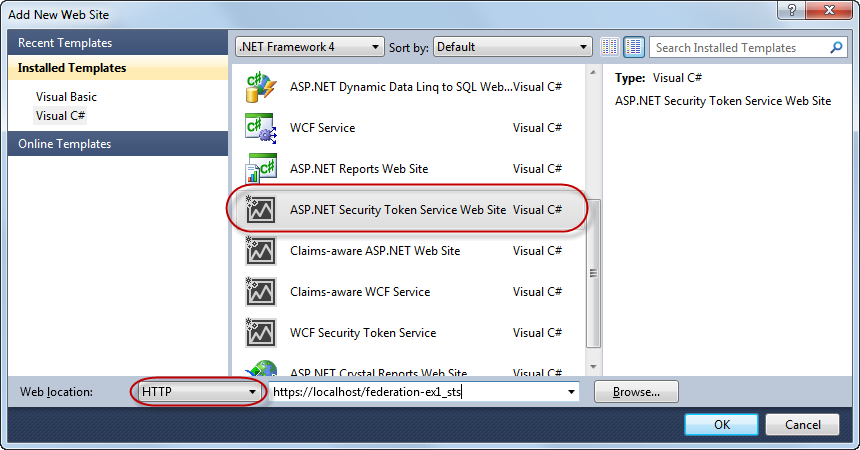 Add New Web Site
Recent Templates
Installed Templates
Visual Basic
Visual C#
Online Templates
.NET Framework 4
Sort by: Default
Search Installed Templates
ASP.NET Dynamic Data Linq to SQL Web... Visual C#
WCF Service Visual C#
ASP.NET Reports Web Site Visual C#
ASP.NET Security Token Service Web Site Visual C#
Claims-aware ASP.NET Web Site Visual C#
Claims-aware WCF Service Visual C#
WCF Security Token Service Visual C#
ASP.NET Crystal Reports Web Site Visual C#
Type: Visual C#
ASP.NET Security Token Service Web Site
Web location: HTTP https://localhost/federation-ex1_sts Browse...
OK Cancel